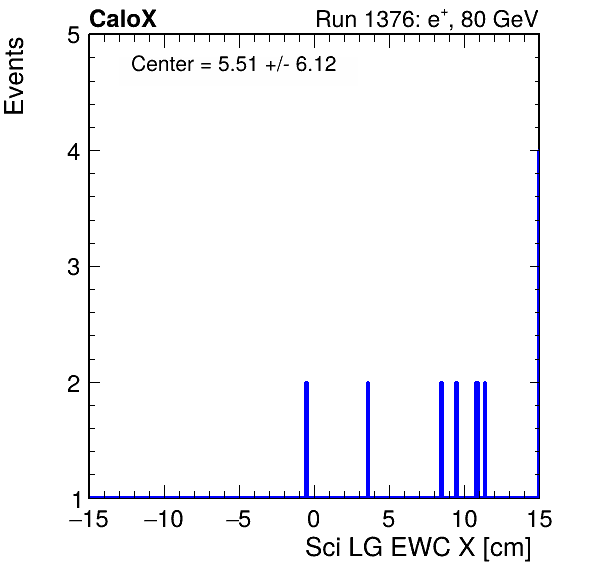 CaloX
Run 1376: e⁺, 80 GeV
Center = 5.51 +/- 6.12
Events
5
4
3
2
1
−15
−10
−5
0
5
10
15
Sci LG EWC X [cm]